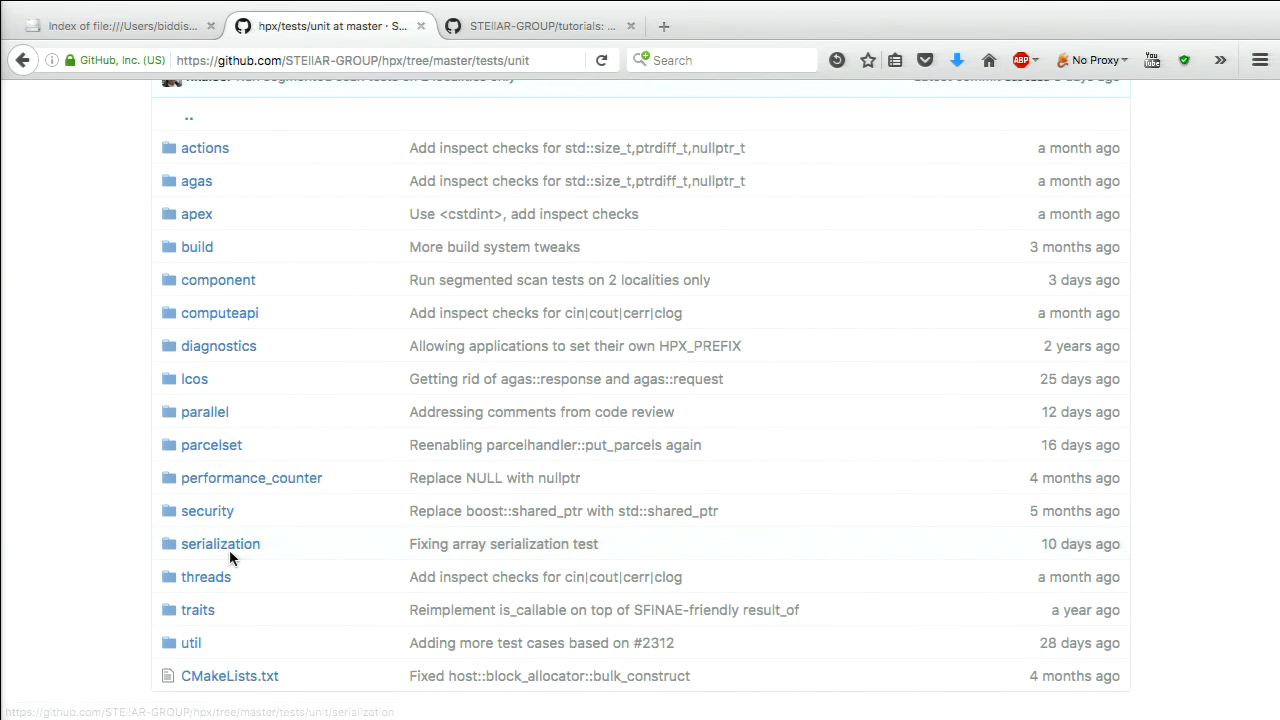 Index of file:///Users/biddis...
hpx/tests/unit at master · S...
STEllAR-GROUP/tutorials: ...
GitHub, Inc. (US)
https://github.com/STEllAR-GROUP/hpx/tree/master/tests/unit
Search
ABP
No Proxy
You Tube
..
actions Add inspect checks for std::size_t,ptrdiff_t,nullptr_t a month ago
agas Add inspect checks for std::size_t,ptrdiff_t,nullptr_t a month ago
apex Use <cstdint>, add inspect checks a month ago
build More build system tweaks 3 months ago
component Run segmented scan tests on 2 localities only 3 days ago
computeapi Add inspect checks for cin|cout|cerr|clog a month ago
diagnostics Allowing applications to set their own HPX_PREFIX 2 years ago
lcos Getting rid of agas::response and agas::request 25 days ago
parallel Addressing comments from code review 12 days ago
parcelset Reenabling parcelhandler::put_parcels again 16 days ago
performance_counter Replace NULL with nullptr 4 months ago
security Replace boost::shared_ptr with std::shared_ptr 5 months ago
serialization Fixing array serialization test 10 days ago
threads Add inspect checks for cin|cout|cerr|clog a month ago
traits Reimplement is_callable on top of SFINAE-friendly result_of a year ago
util Adding more test cases based on #2312 28 days ago
CMakeLists.txt Fixed host::block_allocator::bulk_construct 4 months ago
https://github.com/STEllAR-GROUP/hpx/tree/master/tests/unit/serialization